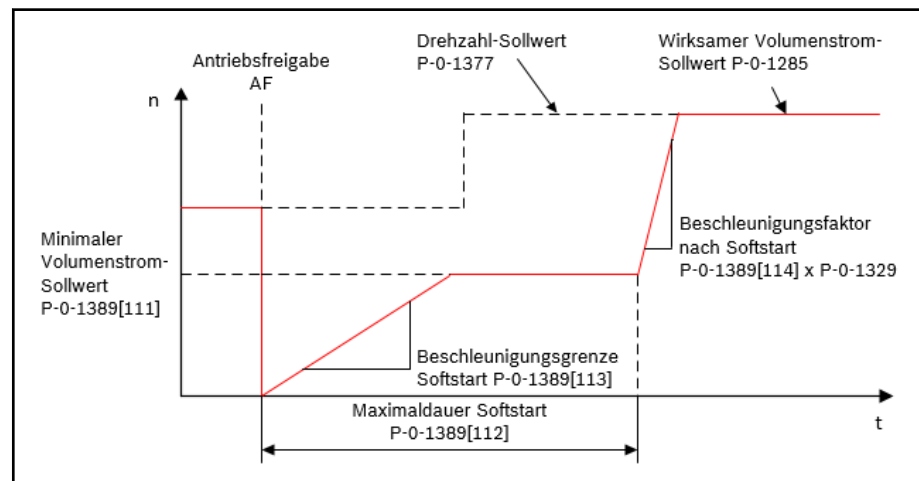 Drehzahl-Sollwert
P-0-1377
Wirksamer Volumenstrom-
Sollwert P-0-1285
Antriebsfreigabe
AF
n
Minimaler
Volumenstrom-
Sollwert
P-0-1389[111]
Beschleunigungsfaktor
nach Softstart
P-0-1389[114] x P-0-1329
Beschleunigungsgrenze
Softstart P-0-1389[113]
Maximaldauer Softstart
P-0-1389[112]
t